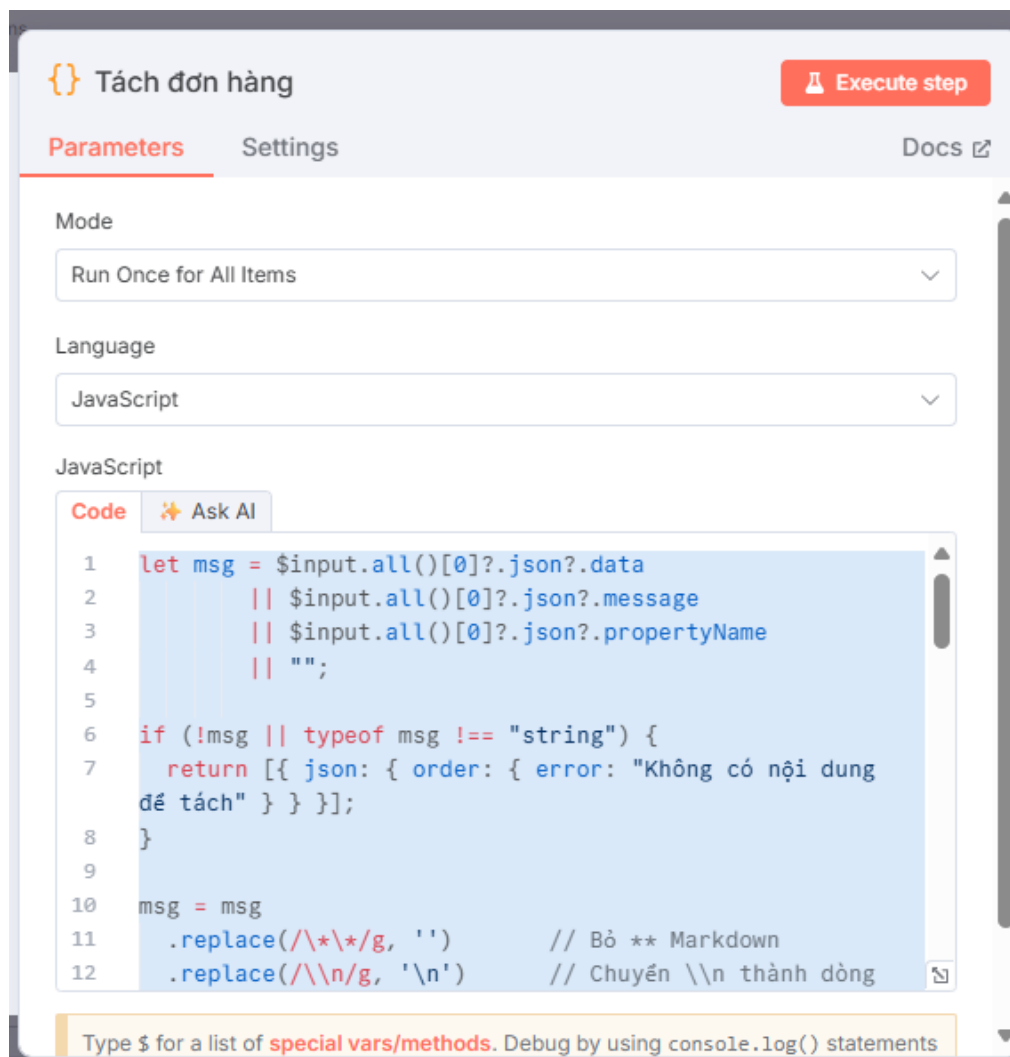 ns
{} Tách đơn hàng
Execute step
Parameters Settings Docs
Mode
Run Once for All Items
Language
JavaScript
JavaScript
Code Ask AI
1 let msg = $input.all()[0]?.json?.data
2 || $input.all()[0]?.json?.message
3 || $input.all()[0]?.json?.propertyName
4 || "";
5
6 if (!msg || typeof msg !== "string") {
7 return [{ json: { order: { error: "Không có nội dung
để tách" } } }];
8 }
9
10 msg = msg
11 .replace(/\*\*/g, '') // Bỏ ** Markdown
12 .replace(/\\n/g, '\n') // Chuyển \\n thành dòng
Type $ for a list of special vars/methods. Debug by using console.log() statements